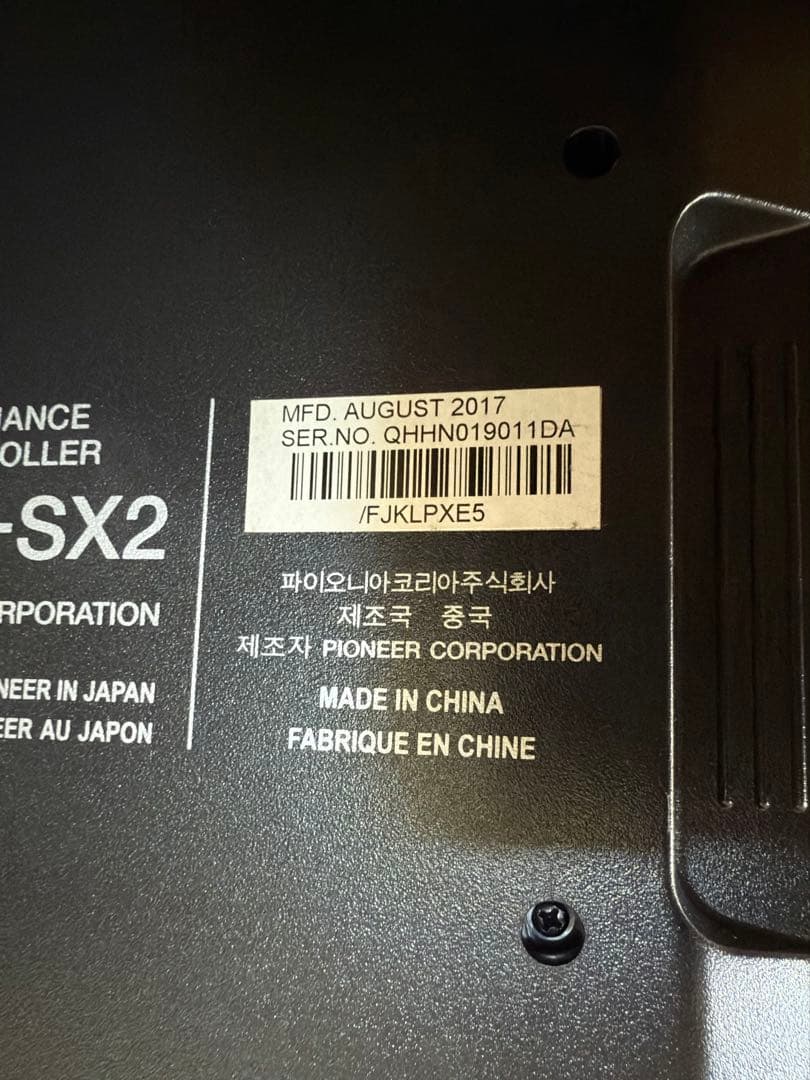 MFD. AUGUST 2017
SER.NO. QHHN019011DA
/FJKLPXE5
IANCE
OLLER
-SX2
RPORATION
NEER IN JAPAN
EER AU JAPON
파이오니아코리아주식회사
제조국 중국
제조자 PIONEER CORPORATION
MADE IN CHINA
FABRIQUE EN CHINE